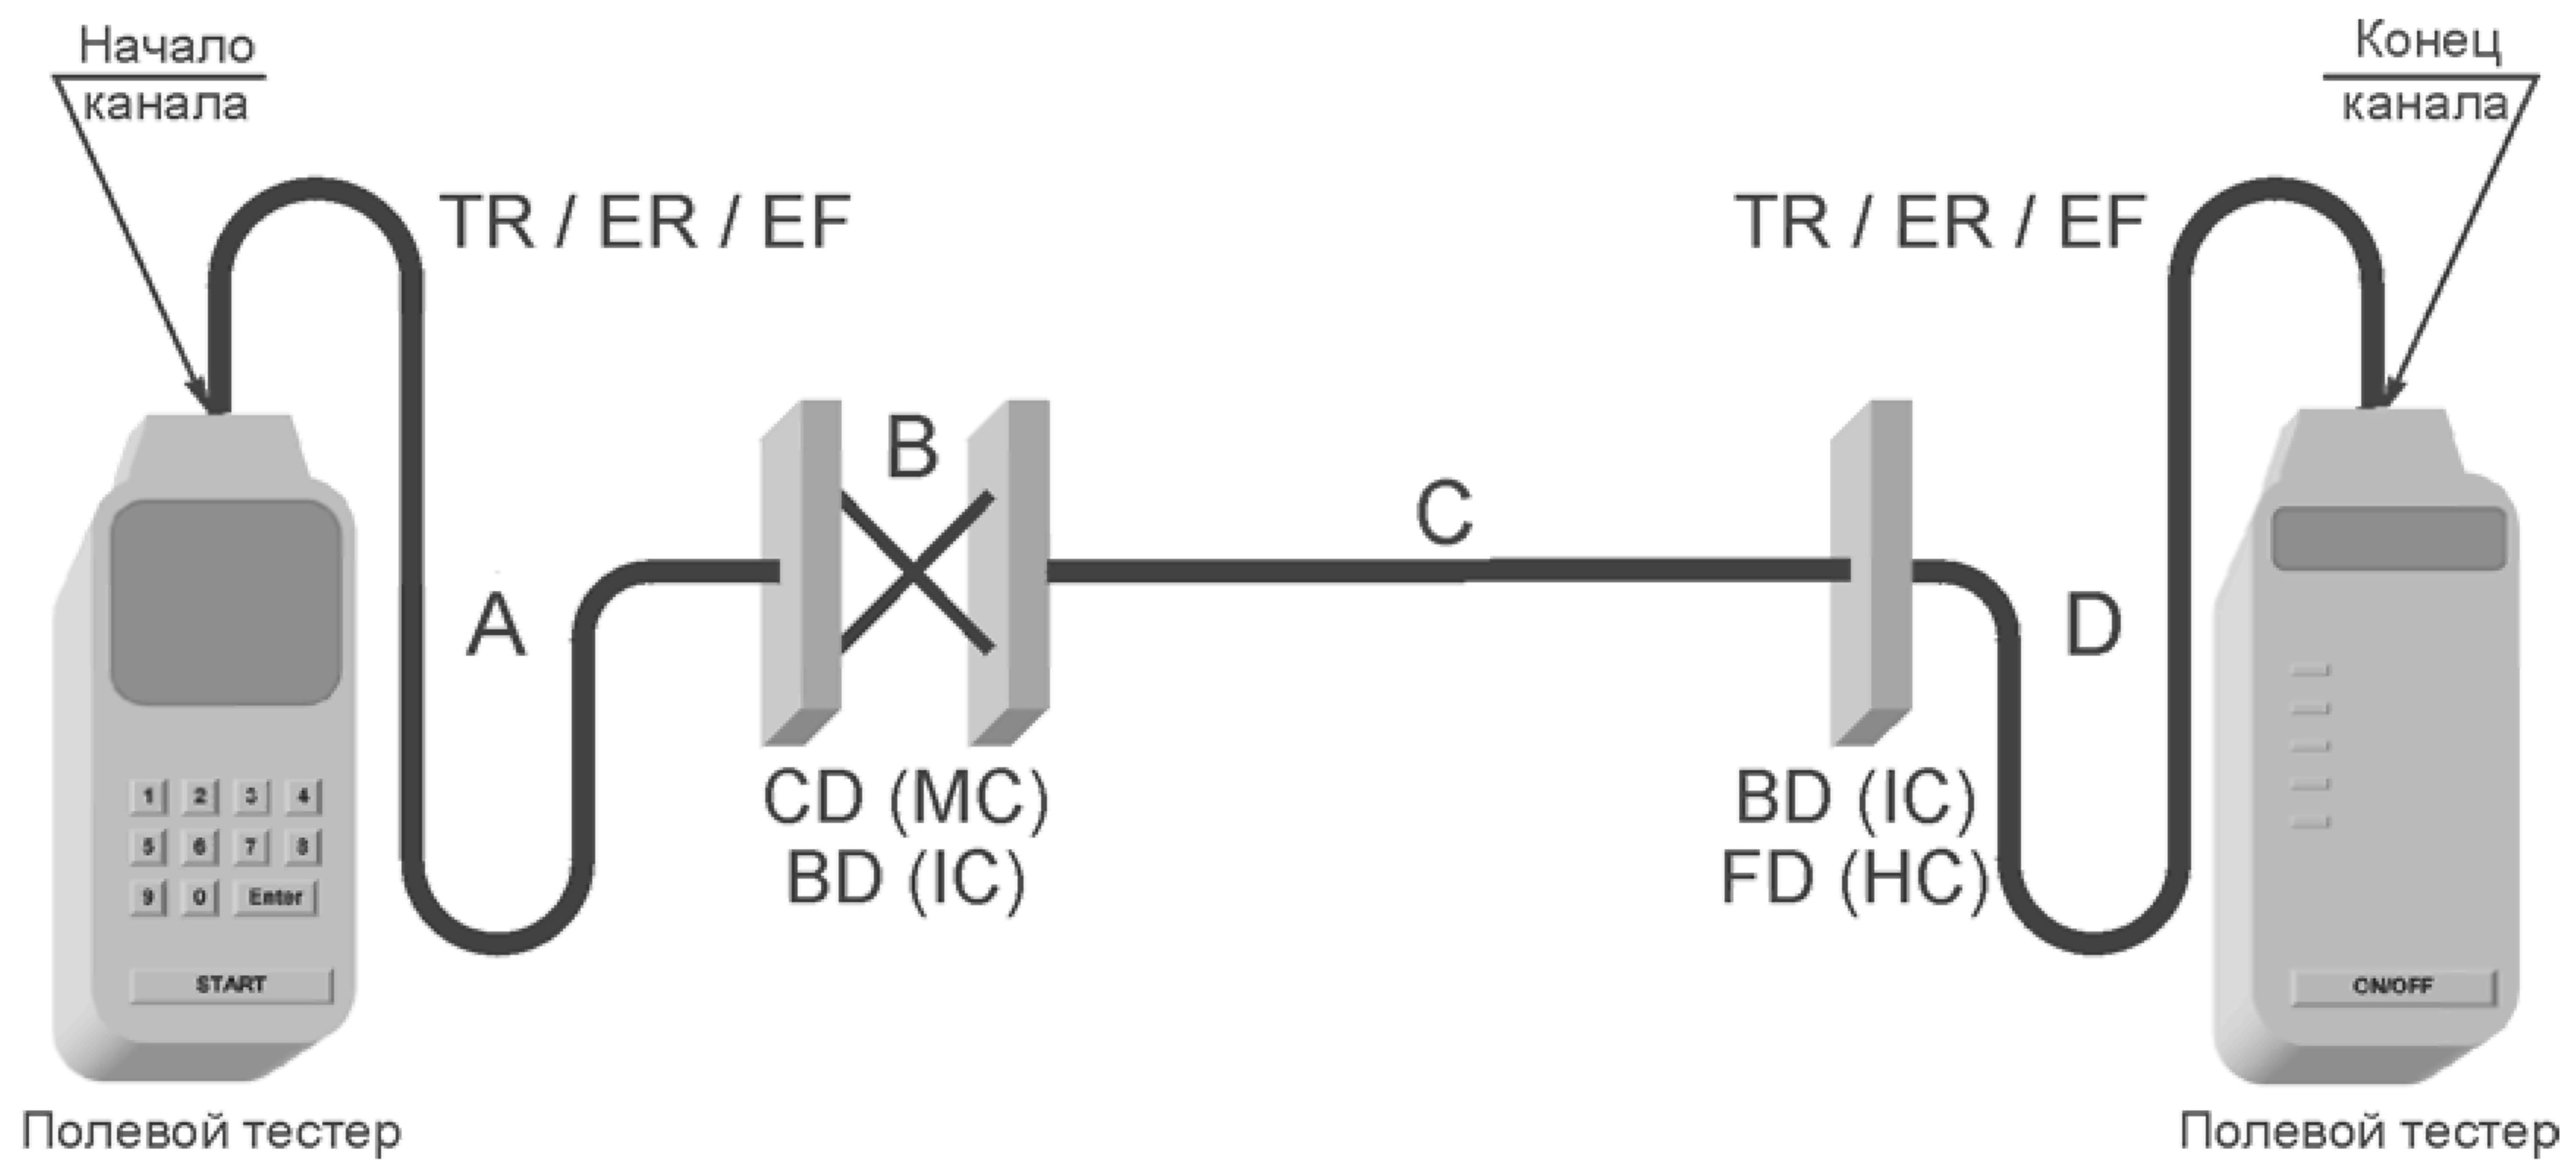 Начало
канала
Конец
канала
TR / ER / EF
TR / ER / EF
A
B
C
D
CD (MC)
BD (IC)
BD (IC)
FD (HC)
1 2 3 4
5 6 7 8
9 0 Enter
START
ON/OFF
Полевой тестер
Полевой тестер